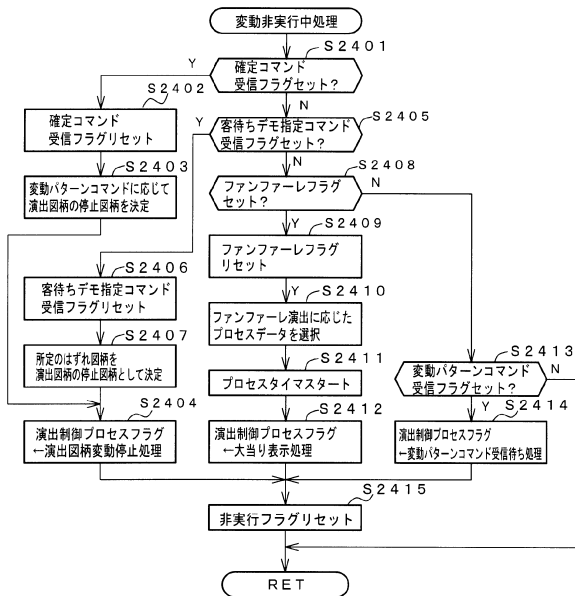 変動非実行中処理
S2401
Y
確定コマンド
受信フラグセット？
N
S2402
確定コマンド
受信フラグリセット
S2405
Y
客待ちデモ指定コマンド
受信フラグセット？
N
S2403
変動パターンコマンドに応じて
演出図柄の停止図柄を決定
S2408
ファンファーレフラグ
セット？
N
Y
S2409
ファンファーレフラグ
リセット
S2406
客待ちデモ指定コマンド
受信フラグリセット
Y
S2410
ファンファーレ演出に応じた
プロセスデータを選択
S2407
所定のはずれ図柄を
演出図柄の停止図柄として決定
S2411
プロセスタイマスタート
S2413
変動パターンコマンド
受信フラグセット？
N
Y
S2404
演出制御プロセスフラグ
←演出図柄変動停止処理
S2412
演出制御プロセスフラグ
←大当り表示処理
S2414
演出制御プロセスフラグ
←変動パターンコマンド受信待ち処理
S2415
非実行フラグリセット
RET